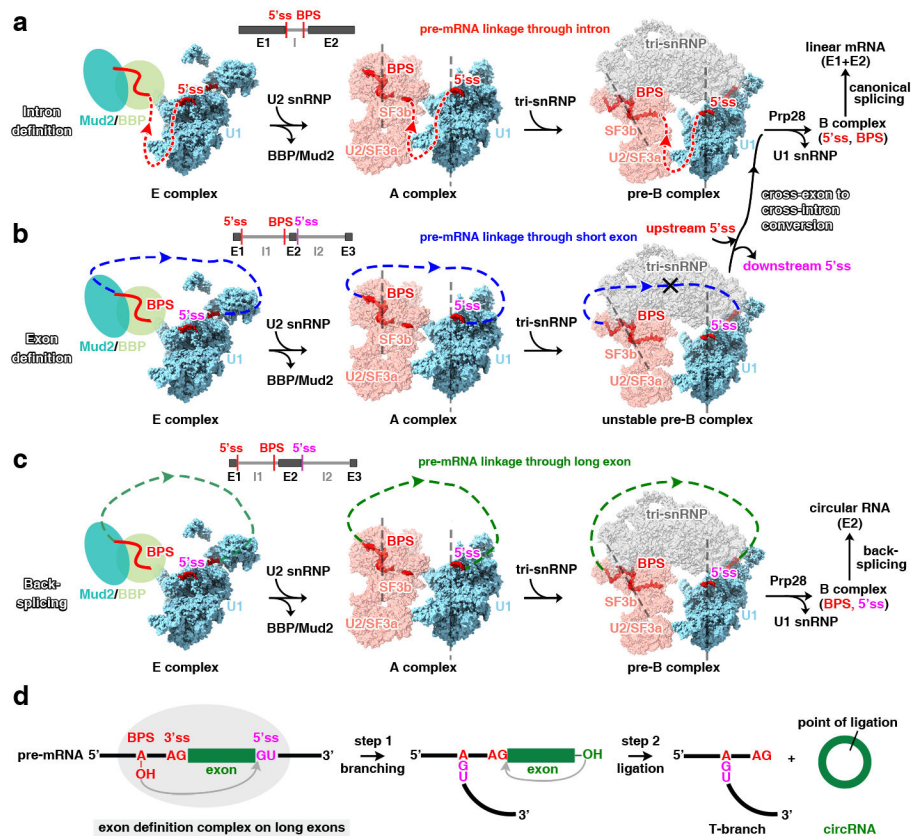 a
5'ss BPS
E1 I E2
pre-mRNA linkage through intron
Intron
definition
Mud2/BBP
5'ss
U1
E complex
U2 snRNP
BBP/Mud2
BPS
5'ss
SF3b
U2/SF3a
U1
A complex
tri-snRNP
tri-snRNP
BPS
5'ss
SF3b
U2/SF3a
U1
pre-B complex
linear mRNA
(E1+E2)
canonical
splicing
Prp28
B complex
(5'ss, BPS)
U1 snRNP
cross-exon to
cross-intron
conversion
b
5'ss BPS 5'ss
E1 I1 E2 I2 E3
pre-mRNA linkage through short exon
upstream 5'ss
downstream 5'ss
Exon
definition
Mud2/BBP
BPS
5'ss
U1
E complex
U2 snRNP
BBP/Mud2
BPS
5'ss
SF3b
U2/SF3a
U1
A complex
tri-snRNP
tri-snRNP
BPS
5'ss
SF3b
U2/SF3a
U1
unstable pre-B complex
c
5'ss BPS 5'ss
E1 I1 E2 I2 E3
pre-mRNA linkage through long exon
Back-
splicing
Mud2/BBP
BPS
5'ss
U1
E complex
U2 snRNP
BBP/Mud2
BPS
5'ss
SF3b
U2/SF3a
U1
A complex
tri-snRNP
tri-snRNP
BPS
5'ss
SF3b
U2/SF3a
U1
pre-B complex
circular RNA
(E2)
back-
splicing
Prp28
B complex
(BPS, 5'ss)
U1 snRNP
d
BPS 3'ss 5'ss
pre-mRNA 5' A AG GU 3'
OH exon
exon definition complex on long exons
step 1
branching
5' A AG exon -OH
G
U
3'
step 2
ligation
5' A AG
G
U
3'
T-branch
+
point of ligation
circRNA